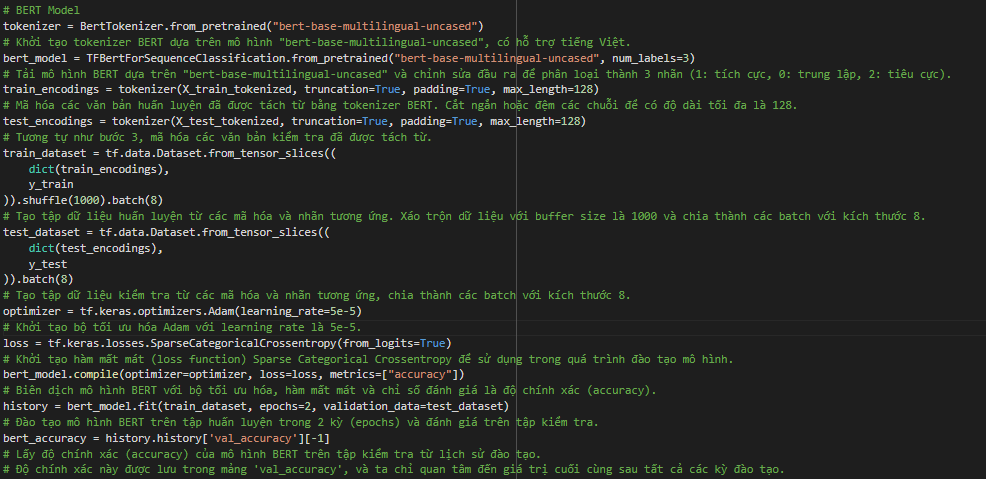 # BERT Model
tokenizer = BertTokenizer.from_pretrained("bert-base-multilingual-uncased")
# Khởi tạo tokenizer BERT dựa trên mô hình "bert-base-multilingual-uncased", có hỗ trợ tiếng Việt.
bert_model = TFBertForSequenceClassification.from_pretrained("bert-base-multilingual-uncased", num_labels=3)
# Tải mô hình BERT dựa trên "bert-base-multilingual-uncased" và chỉnh sửa đầu ra để phân loại thành 3 nhãn (1: tích cực, 0: trung lập, 2: tiêu cực).
train_encodings = tokenizer(X_train_tokenized, truncation=True, padding=True, max_length=128)
# Mã hóa các văn bản huấn luyện đã được tách từ bằng tokenizer BERT. Cắt ngắn hoặc đệm các chuỗi để có độ dài tối đa là 128.
test_encodings = tokenizer(X_test_tokenized, truncation=True, padding=True, max_length=128)
# Tương tự như bước 3, mã hóa các văn bản kiểm tra đã được tách từ.
train_dataset = tf.data.Dataset.from_tensor_slices((
    dict(train_encodings),
    y_train
)).shuffle(1000).batch(8)
# Tạo tập dữ liệu huấn luyện từ các mã hóa và nhãn tương ứng. Xáo trộn dữ liệu với buffer size là 1000 và chia thành các batch với kích thước 8.
test_dataset = tf.data.Dataset.from_tensor_slices((
    dict(test_encodings),
    y_test
)).batch(8)
# Tạo tập dữ liệu kiểm tra từ các mã hóa và nhãn tương ứng, chia thành các batch với kích thước 8.
optimizer = tf.keras.optimizers.Adam(learning_rate=5e-5)
# Khởi tạo bộ tối ưu hóa Adam với learning rate là 5e-5.
loss = tf.keras.losses.SparseCategoricalCrossentropy(from_logits=True)
# Khởi tạo hàm mất mát (loss function) Sparse Categorical Crossentropy để sử dụng trong quá trình đào tạo mô hình.
bert_model.compile(optimizer=optimizer, loss=loss, metrics=["accuracy"])
# Biên dịch mô hình BERT với bộ tối ưu hóa, hàm mất mát và chỉ số đánh giá là độ chính xác (accuracy).
history = bert_model.fit(train_dataset, epochs=2, validation_data=test_dataset)
# Đào tạo mô hình BERT trên tập huấn luyện trong 2 kỳ (epochs) và đánh giá trên tập kiểm tra.
bert_accuracy = history.history['val_accuracy'][-1]
# Lấy độ chính xác (accuracy) của mô hình BERT trên tập kiểm tra từ lịch sử đào tạo.
# Độ chính xác này được lưu trong mảng 'val_accuracy', và ta chỉ quan tâm đến giá trị cuối cùng sau tất cả các kỳ đào tạo.